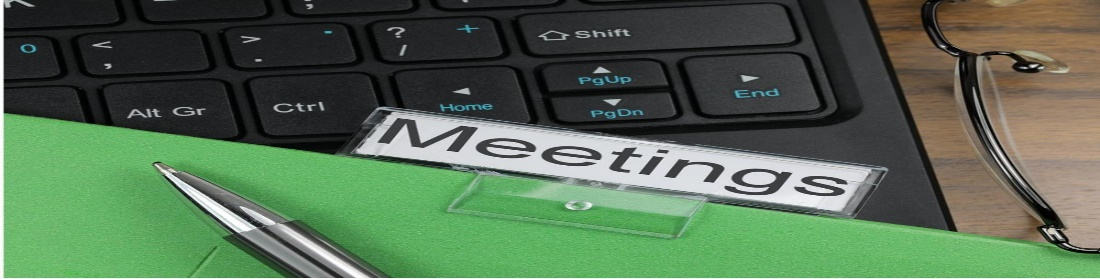 K
O
<
,
>
.
?
+
/
Shift
PgUp
Alt Gr
Ctrl
Home
PgDn
End
Meetings